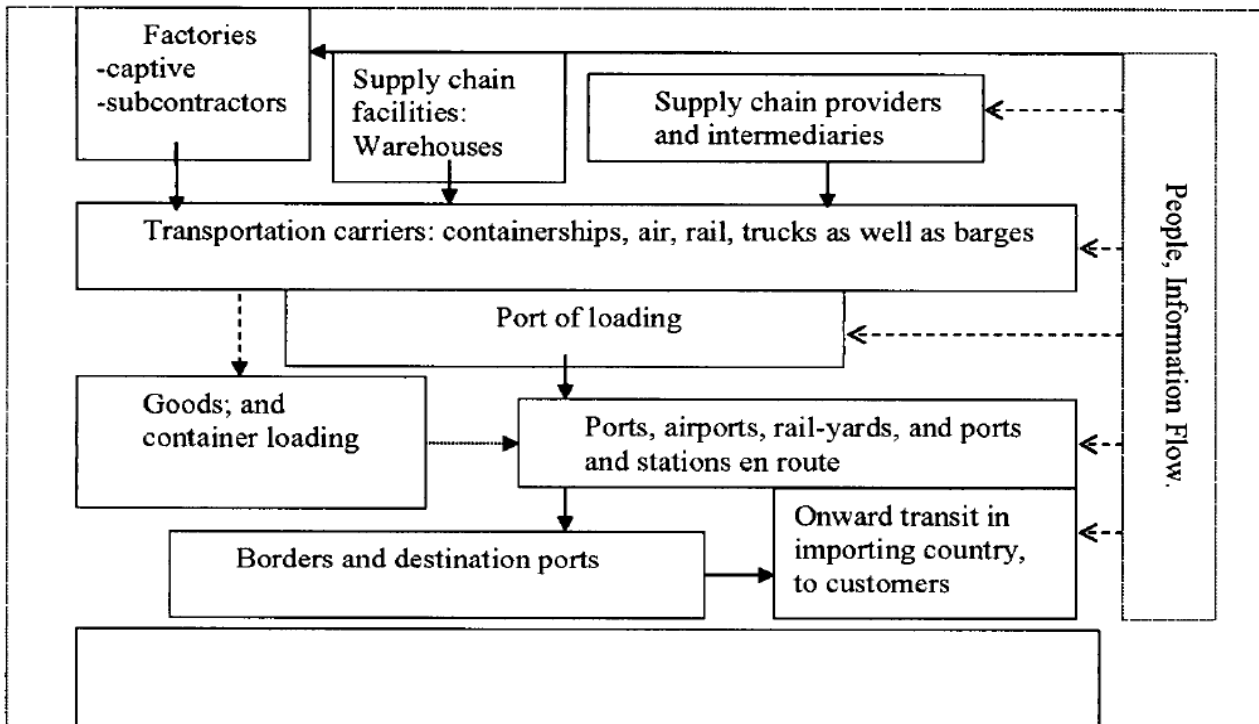 Factories
-captive
-subcontractors
Supply chain
facilities:
Warehouses
Supply chain providers
and intermediaries
Transportation carriers: containerships, air, rail, trucks as well as barges
Port of loading
Goods; and
container loading
Ports, airports, rail-yards, and ports
and stations en route
Borders and destination ports
Onward transit in
importing country,
to customers
People, Information Flow.